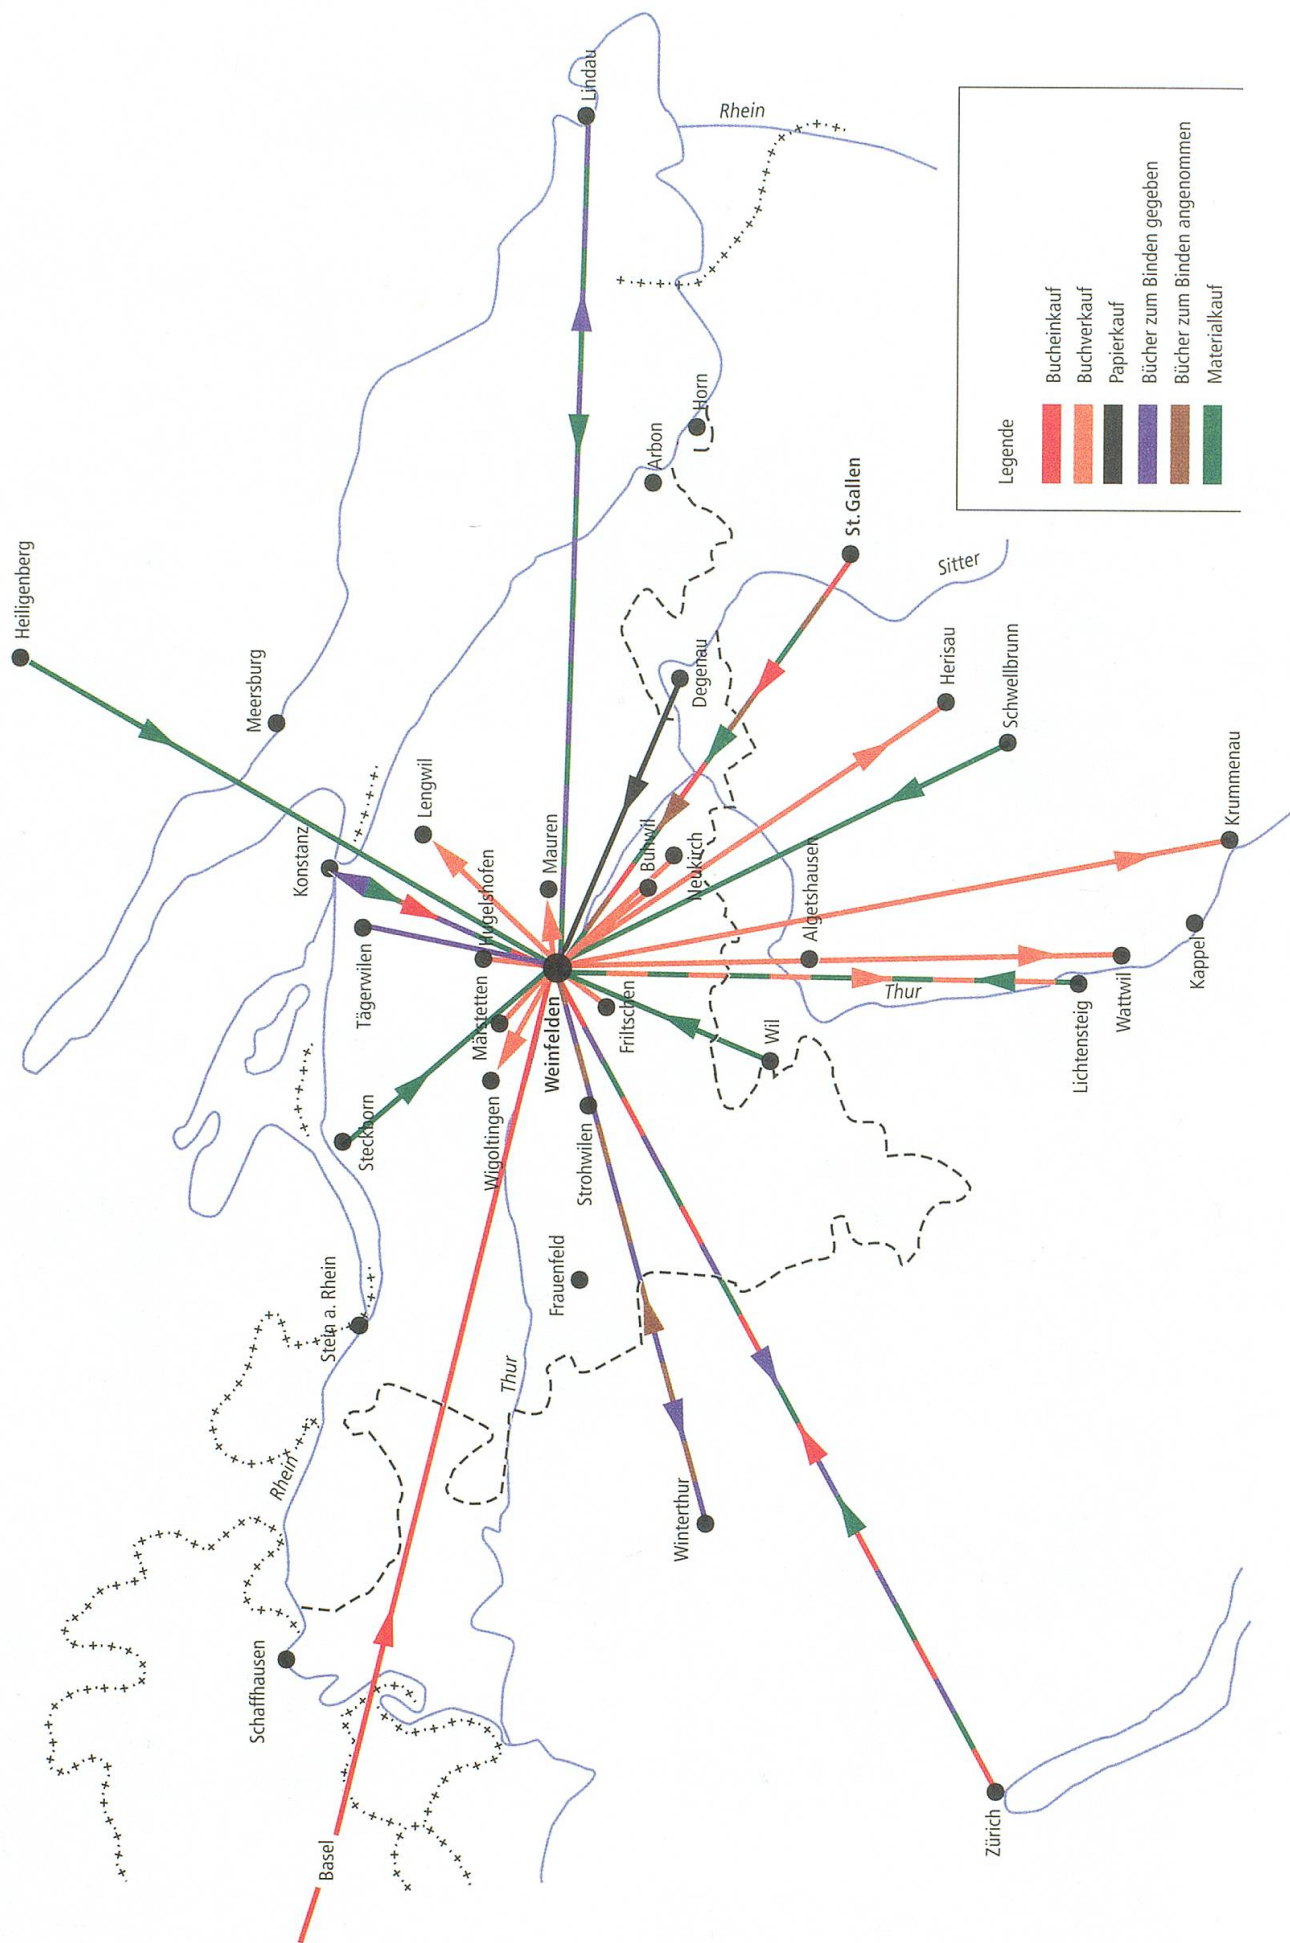 Basel
Schaffhausen
Rhein
Stein a. Rhein
Steckborn
Tägerwilen
Konstanz
Meersburg
Heiligenberg
Lindau
Rhein
Thur
Frauenfeld
Wigoltingen
Märstetten
Hugelshofen
Lengwil
Mauren
Weinfelden
Strohwilen
Friltschen
Buhwil
Neukirch
Degenau
Arbon
Horn
Winterthur
Wil
Algetshausen
St. Gallen
Sitter
Herisau
Schwellbrunn
Thur
Zürich
Lichtensteig
Wattwil
Kappel
Krummenau
Legende
Bucheinkauf
Buchverkauf
Papierkauf
Bücher zum Binden gegeben
Bücher zum Binden angenommen
Materialkauf